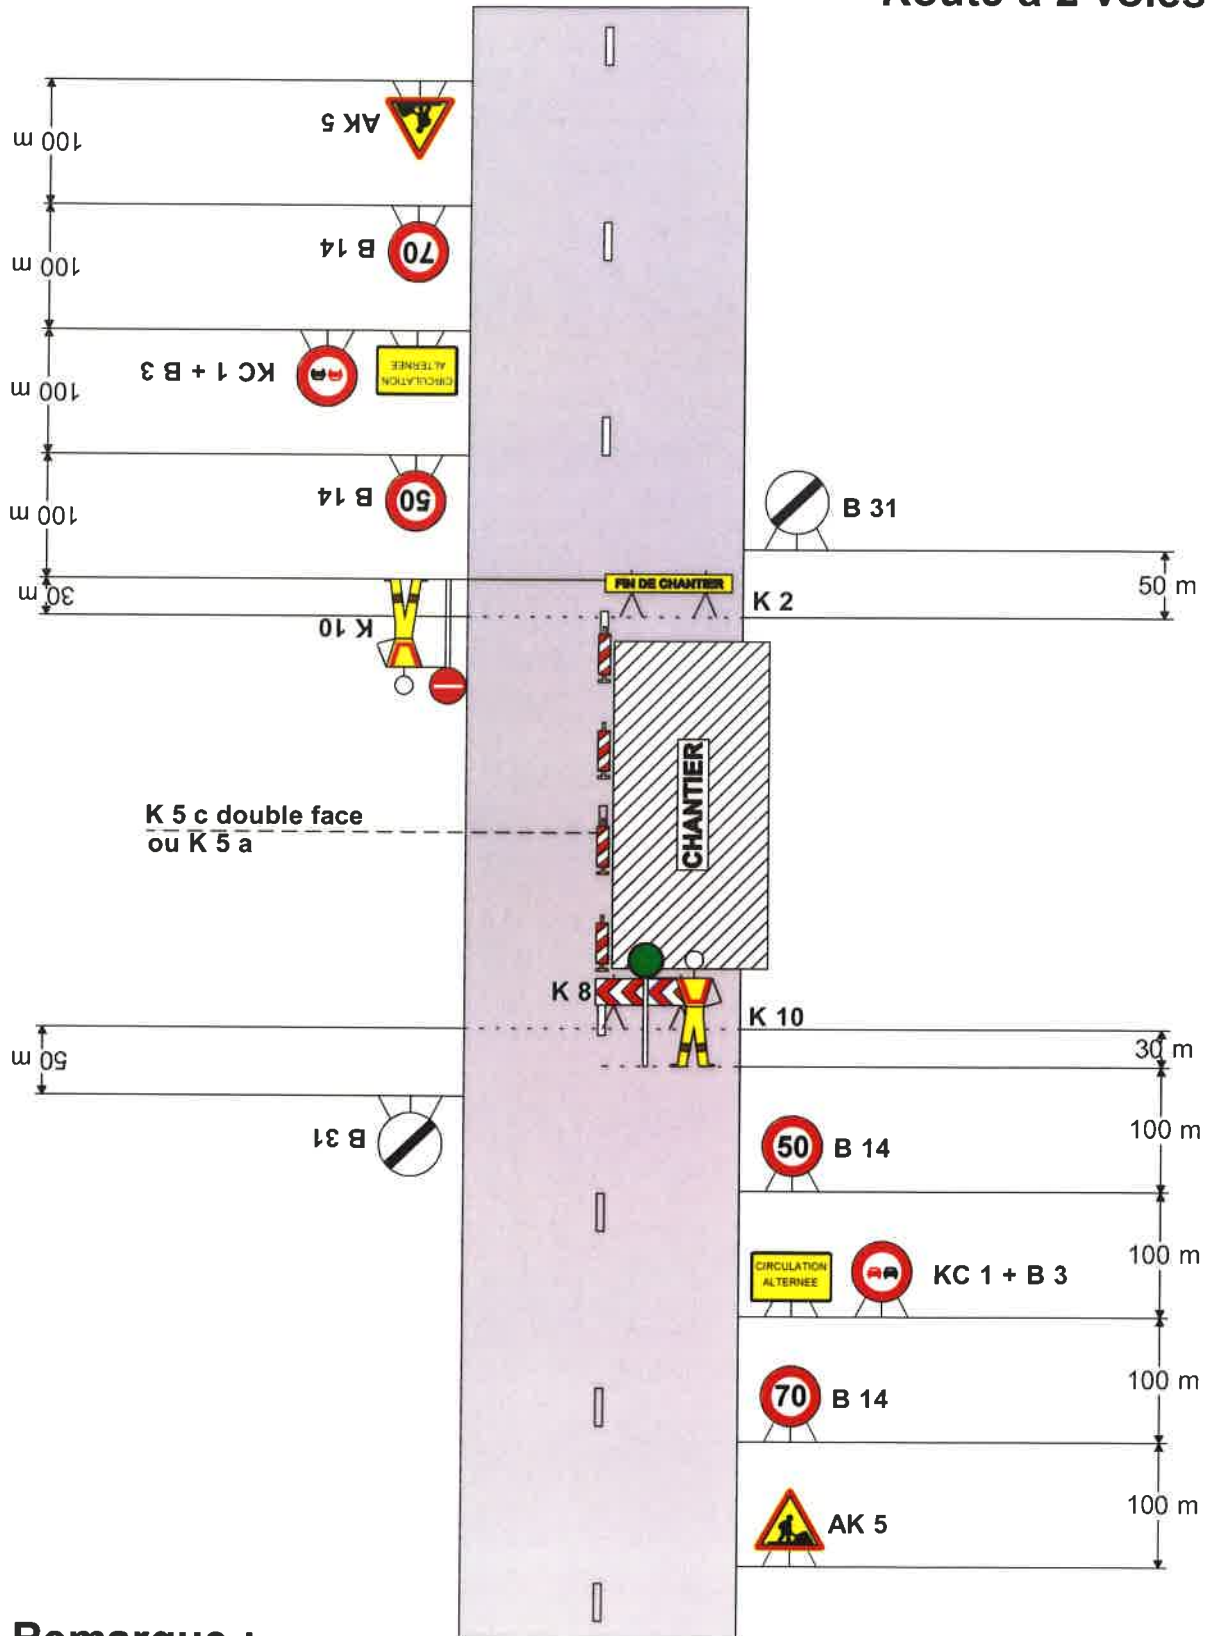 Route à 2 voies
AK 5
100 m
B 14
70
100 m
KC 1 + B 3
CIRCULATION
ALTERNEE
100 m
B 14
50
100 m
B 31
50 m
30 m
K 10
FIN DE CHANTIER
K 2
K 5 c double face
ou K 5 a
CHANTIER
K 8
K 10
30 m
50 m
B 31
50
B 14
100 m
CIRCULATION
ALTERNEE
KC 1 + B 3
100 m
70
B 14
100 m
AK 5
100 m
Remarque :